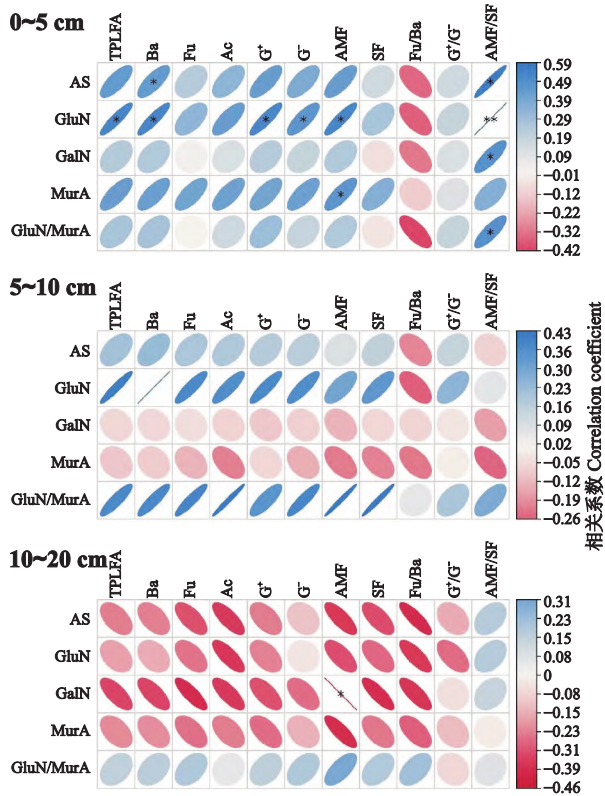 0~5 cm
TPLFA Ba Fu Ac G⁺ G⁻ AMF SF Fu/Ba G⁺/G⁻ AMF/SF
AS *  *
GluN * * * * * **
GalN *
MurA *
GluN/MurA *
0.59
0.49
0.39
0.29
0.19
0.09
−0.01
−0.12
−0.22
−0.32
−0.42
5~10 cm
TPLFA Ba Fu Ac G⁺ G⁻ AMF SF Fu/Ba G⁺/G⁻ AMF/SF
AS
GluN
GalN
MurA
GluN/MurA
0.43
0.36
0.30
0.23
0.16
0.09
0.02
−0.05
−0.12
−0.19
−0.26
相关系数 Correlation coefficient
10~20 cm
TPLFA Ba Fu Ac G⁺ G⁻ AMF SF Fu/Ba G⁺/G⁻ AMF/SF
AS
GluN
GalN *
MurA
GluN/MurA
0.31
0.23
0.15
0.08
0
−0.08
−0.15
−0.23
−0.31
−0.39
−0.46